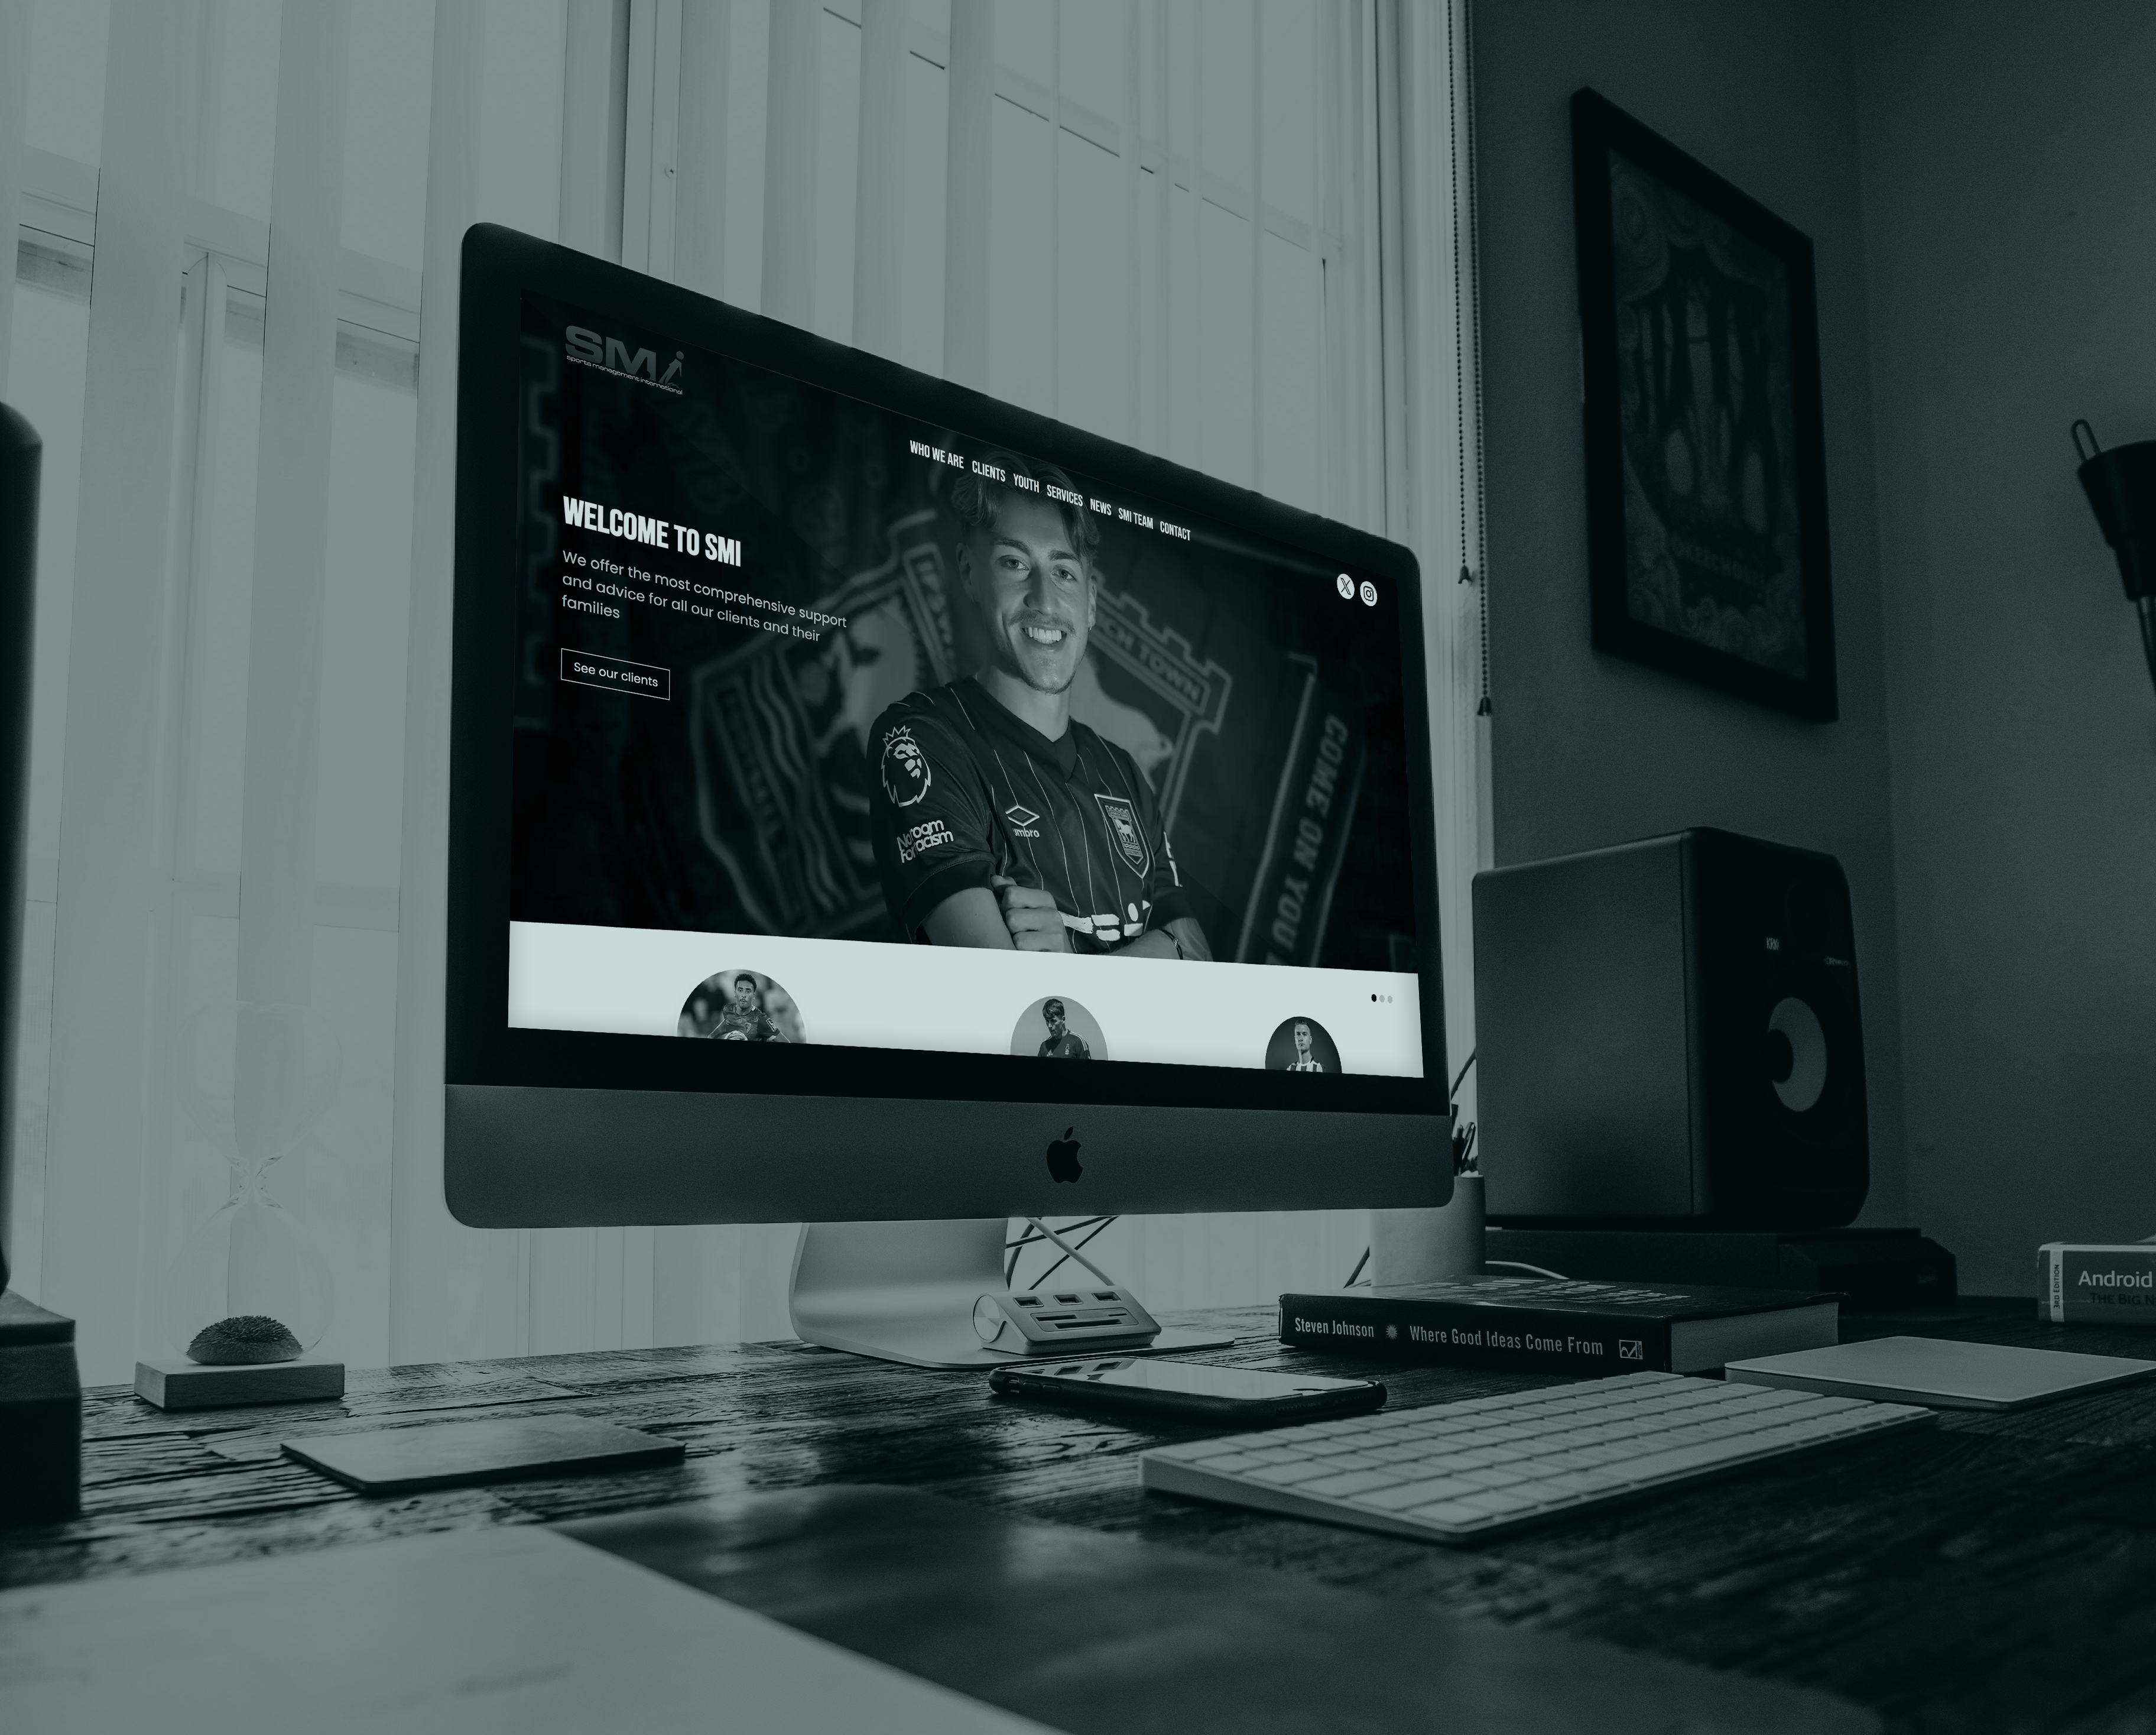 SMi
sports management international
WHO WE ARE CLIENTS YOUTH SERVICES NEWS SMI TEAM CONTACT
WELCOME TO SMI
We offer the most comprehensive support
and advice for all our clients and their
families
See our clients
CH TOWN
COME ON YOU
No room
For racism
umbro
Steven Johnson Where Good Ideas Come From
3RD EDITION
Android
THE BIG N